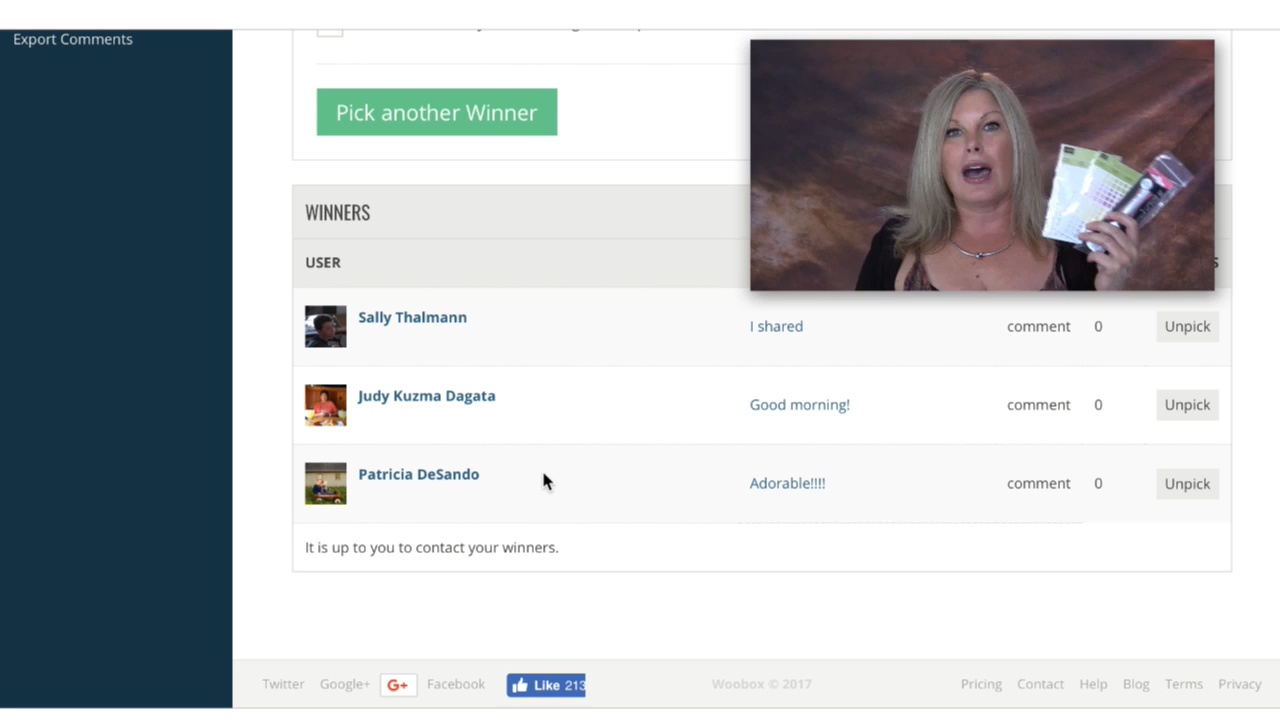 Export Comments
Pick another Winner
WINNERS
USER
Sally Thalmann
I shared
comment 0
Unpick
Judy Kuzma Dagata
Good morning!
comment 0
Unpick
Patricia DeSando
Adorable!!!!
comment 0
Unpick
It is up to you to contact your winners.
Twitter Google+ G+ Facebook Like 213 Woobox © 2017 Pricing Contact Help Blog Terms Privacy